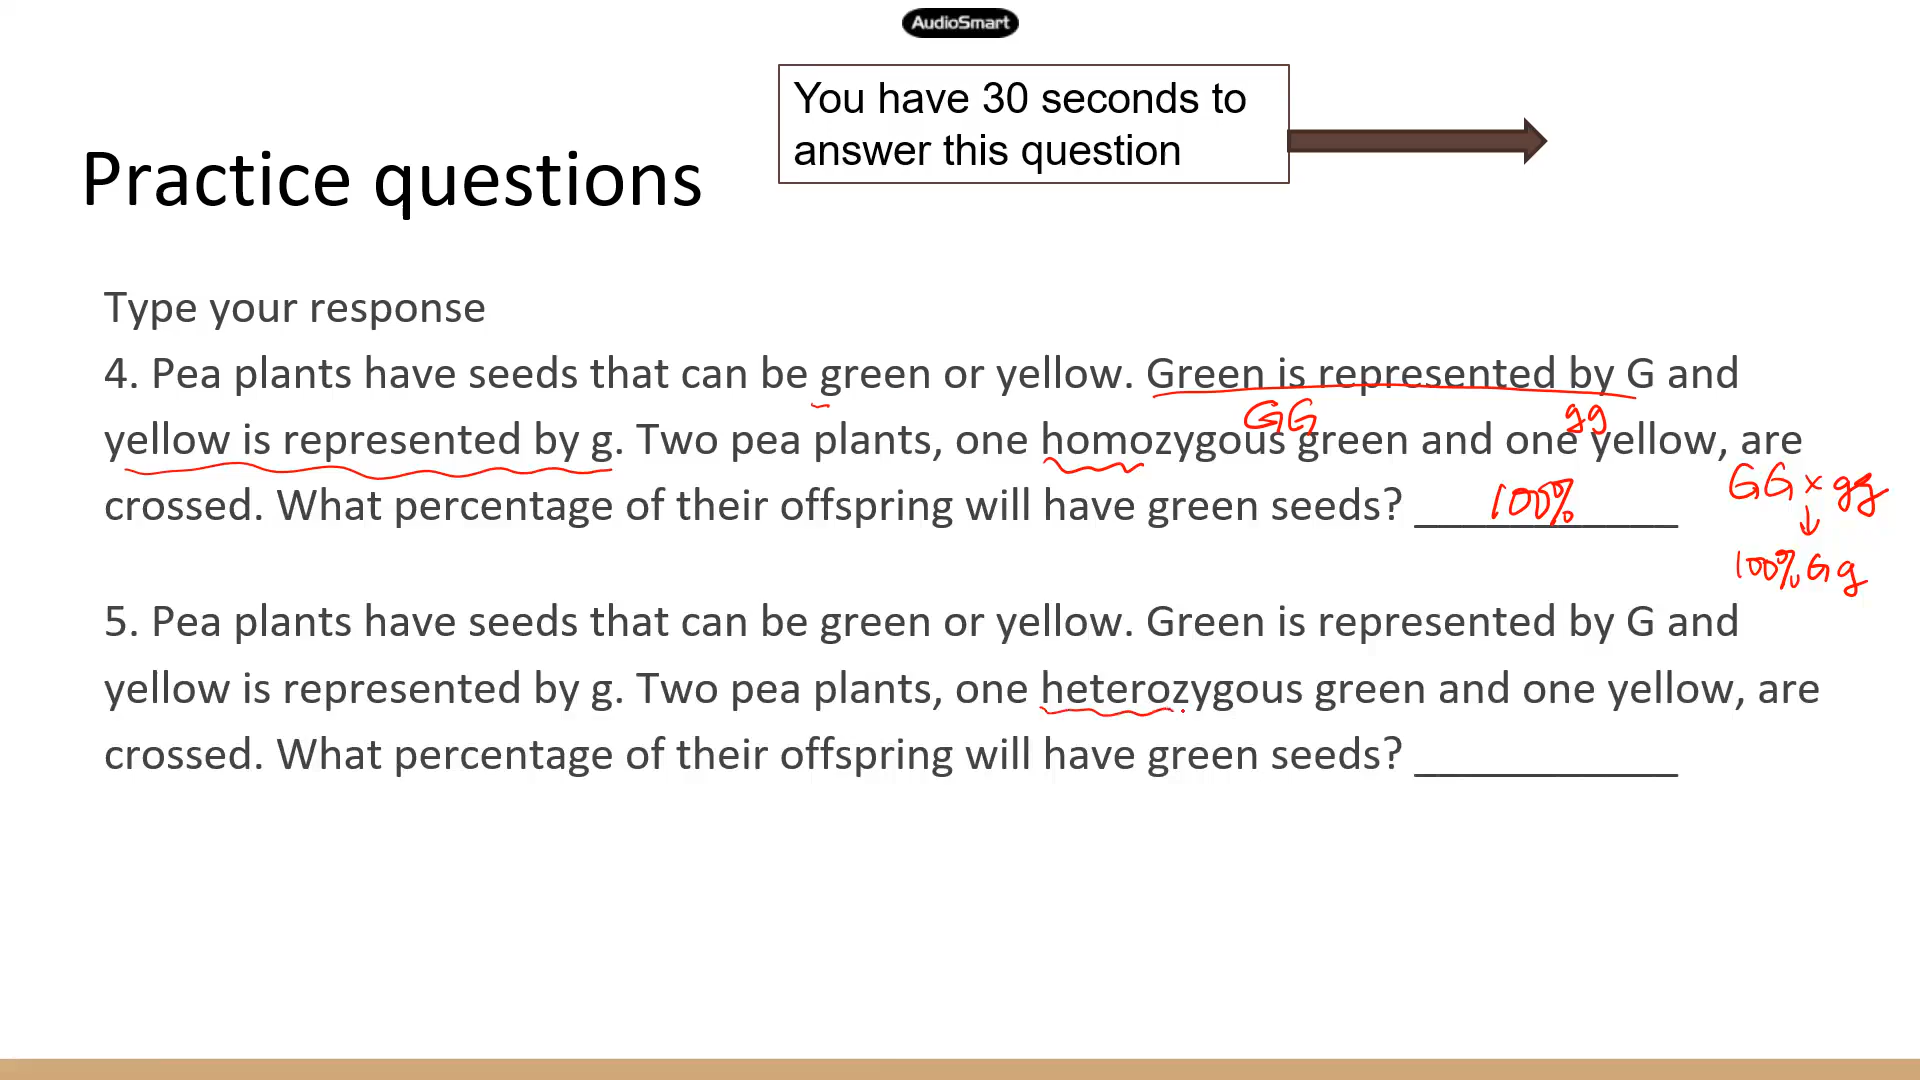 AudioSmart
You have 30 seconds to
answer this question
Practice questions
Type your response
4. Pea plants have seeds that can be green or yellow. Green is represented by G and
GG gg
yellow is represented by g. Two pea plants, one homozygous green and one yellow, are
GG × gg
crossed. What percentage of their offspring will have green seeds? ___________ 100%
↓
100% Gg
5. Pea plants have seeds that can be green or yellow. Green is represented by G and
yellow is represented by g. Two pea plants, one heterozygous green and one yellow, are
crossed. What percentage of their offspring will have green seeds? ___________